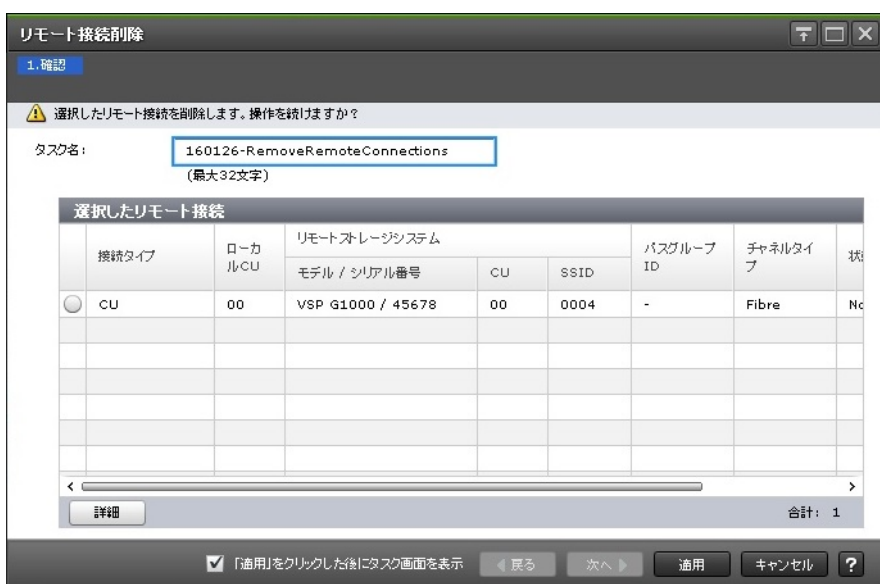 リモート接続削除
1.確認
選択したリモート接続を削除します。操作を続けますか?
タスク名:
160126-RemoveRemoteConnections
(最大32文字)
選択したリモート接続
接続タイプ
ローカ
ルCU
リモートストレージシステム
モデル / シリアル番号
CU
SSID
パスグループ
ID
チャネルタイ
プ
状
CU
00
VSP G1000 / 45678
00
0004
-
Fibre
No
詳細
合計: 1
「適用」をクリックした後にタスク画面を表示
戻る
次へ
適用
キャンセル
?